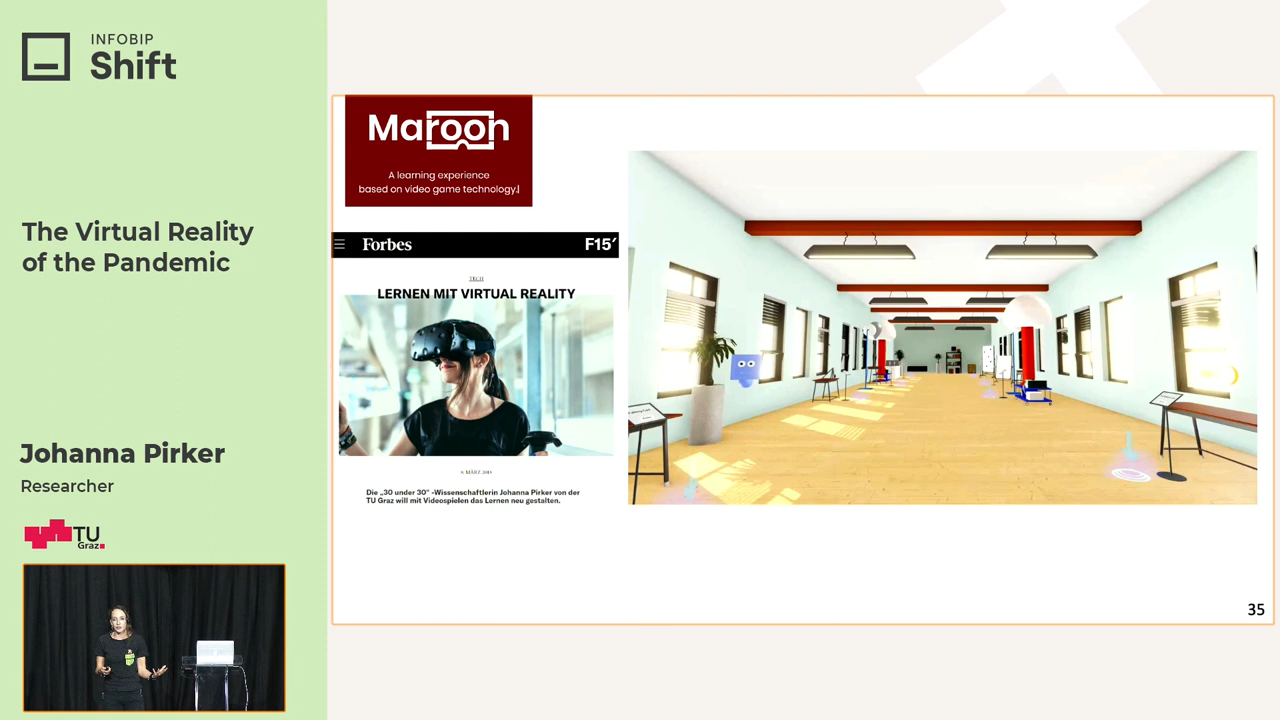 INFOBIP
Shift
The Virtual Reality
of the Pandemic
Johanna Pirker
Researcher
TU
Graz
Maroon
A learning experience
based on video game technology.
Forbes
F15′
TECH
LERNEN MIT VIRTUAL REALITY
Die „30 under 30“ -Wissenschaftlerin Johanna Pirker von der
TU Graz will mit Videospielen das Lernen neu gestalten.
35